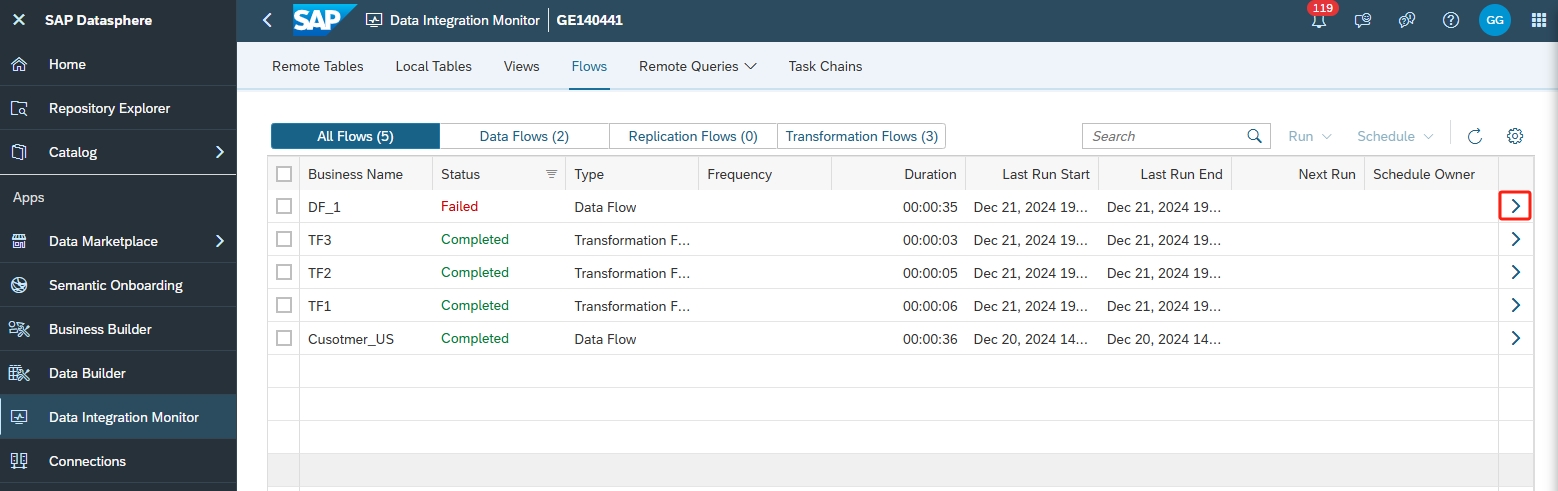 SAP Datasphere
Home
Repository Explorer
Catalog
Apps
Data Marketplace
Semantic Onboarding
Business Builder
Data Builder
Data Integration Monitor
Connections
SAP Data Integration Monitor GE140441 119 GG
Remote Tables Local Tables Views Flows Remote Queries Task Chains
All Flows (5) Data Flows (2) Replication Flows (0) Transformation Flows (3) Search Run Schedule
Business Name Status Type Frequency Duration Last Run Start Last Run End Next Run Schedule Owner
DF_1 Failed Data Flow 00:00:35 Dec 21, 2024 19... Dec 21, 2024 19...
TF3 Completed Transformation F... 00:00:03 Dec 21, 2024 19... Dec 21, 2024 19...
TF2 Completed Transformation F... 00:00:05 Dec 21, 2024 19... Dec 21, 2024 19...
TF1 Completed Transformation F... 00:00:06 Dec 21, 2024 19... Dec 21, 2024 19...
Cusotmer_US Completed Data Flow 00:00:36 Dec 20, 2024 14... Dec 20, 2024 14...